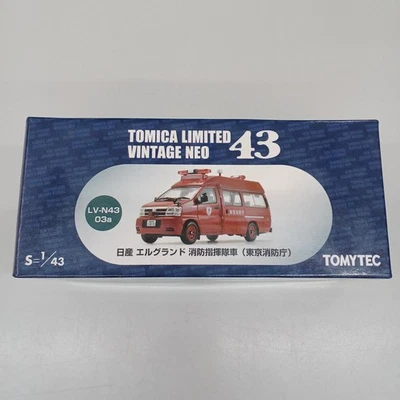 TOMICA LIMITED
VINTAGE NEO 43
LV-N43
03a
日産 エルグランド 消防指揮隊車（東京消防庁）
S=1/43
TOMYTEC